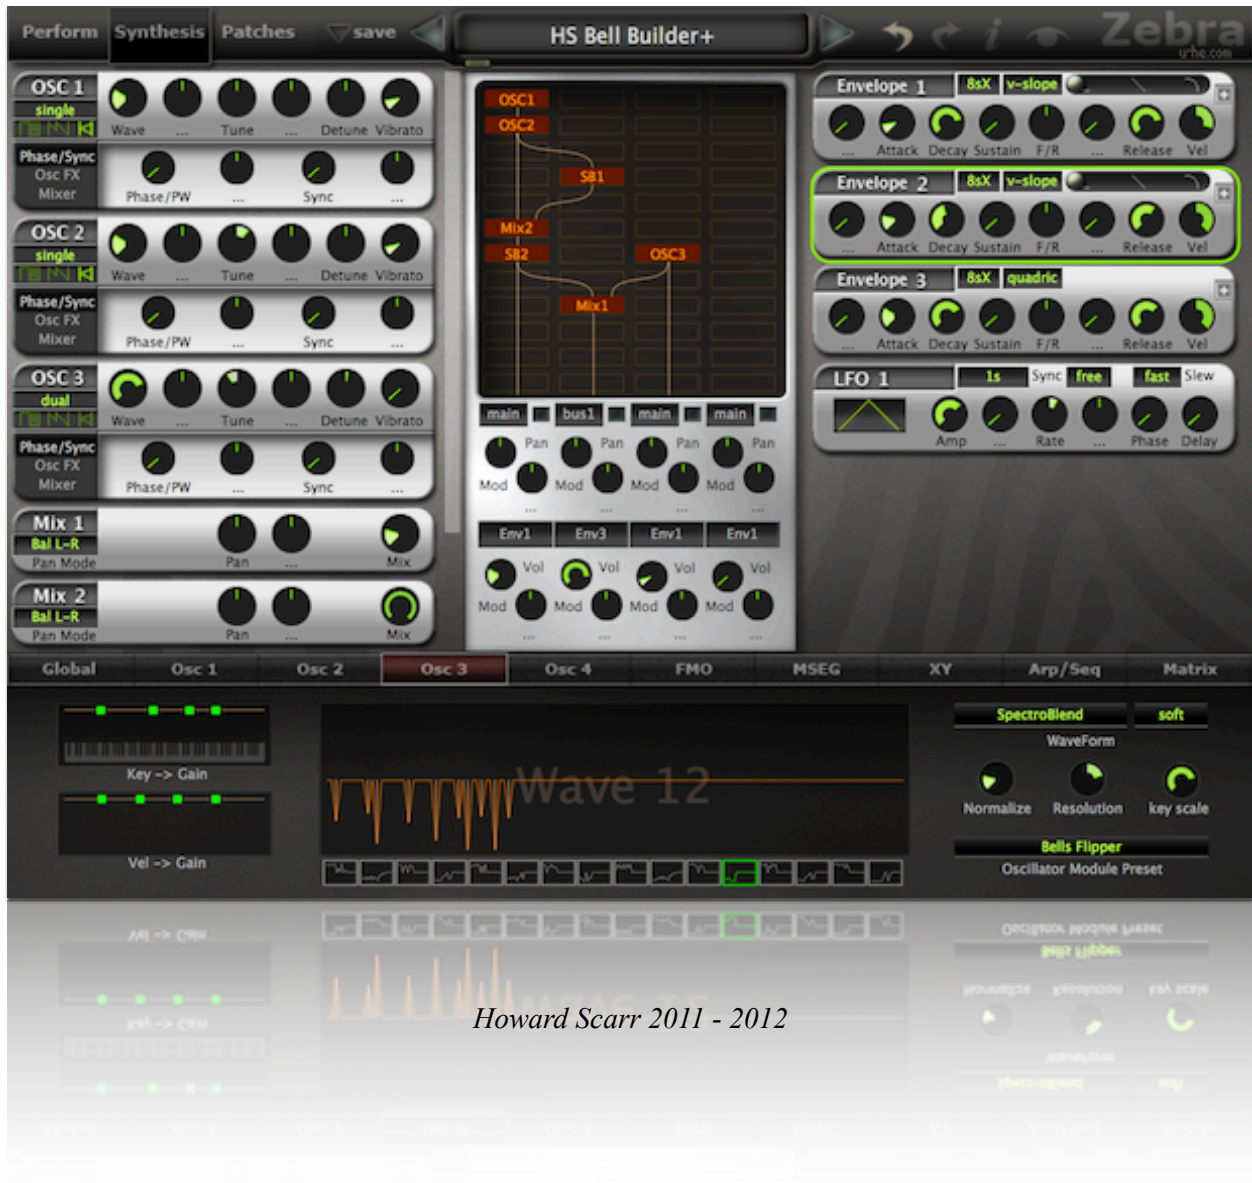 Perform Synthesis Patches save HS Bell Builder+ i Zebra
u-he.com
OSC 1
single
Wave ... Tune ... Detune Vibrato
Phase/Sync
Osc FX
Mixer
Phase/PW ... Sync ...
OSC 2
single
Wave ... Tune ... Detune Vibrato
Phase/Sync
Osc FX
Mixer
Phase/PW ... Sync ...
OSC 3
dual
Wave ... Tune ... Detune Vibrato
Phase/Sync
Osc FX
Mixer
Phase/PW ... Sync ...
Mix 1
Bal L-R
Pan Mode Pan ... Mix
Mix 2
Bal L-R
Pan Mode Pan ... Mix
OSC1
OSC2
SB1
Mix2
SB2 OSC3
Mix1
main bus1 main main
Pan Pan Pan Pan
Mod Mod Mod Mod
... ... ... ...
Env1 Env3 Env1 Env1
Vol Vol Vol Vol
Mod Mod Mod Mod
... ... ... ...
Envelope 1 8sX v-slope
... Attack Decay Sustain F/R ... Release Vel
Envelope 2 8sX v-slope
... Attack Decay Sustain F/R ... Release Vel
Envelope 3 8sX quadric
... Attack Decay Sustain F/R ... Release Vel
LFO 1 1s Sync free fast Slew
Amp ... Rate ... Phase Delay
Global Osc 1 Osc 2 Osc 3 Osc 4 FMO MSEG XY Arp/Seq Matrix
Key -> Gain
Vel -> Gain
Wave 12
SpectroBlend soft
WaveForm
Normalize Resolution key scale
Bells Flipper
Oscillator Module Preset
Howard Scarr 2011 - 2012